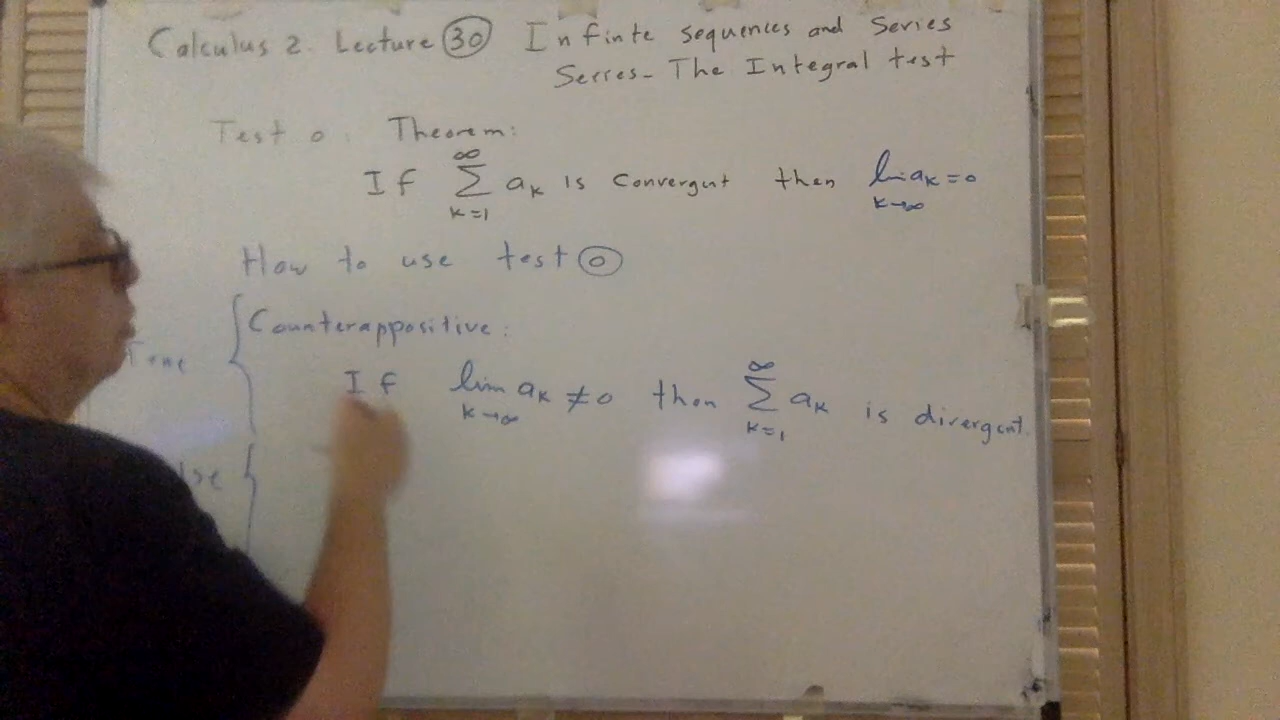 Calculus 2. Lecture 30 Infinte sequences and Series
Series - The Integral test
Test 0: Theorem:
If ∑_{k=1}^{∞} a_k is Convergent then lim_{k→∞} a_k = 0
How to use test 0
Counterappositive:
If lim_{k→∞} a_k ≠ 0 then ∑_{k=1}^{∞} a_k is divergent.